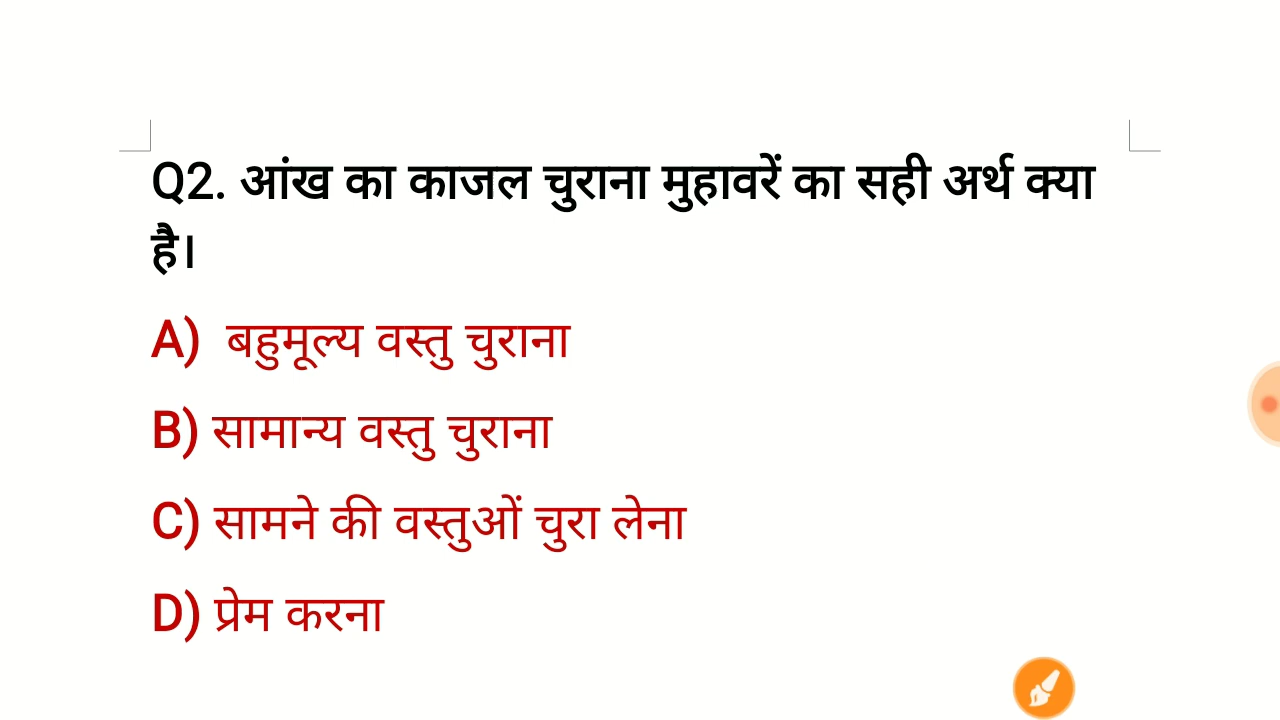 Q2. आंख का काजल चुराना मुहावरें का सही अर्थ क्या
है।
A) बहुमूल्य वस्तु चुराना
B) सामान्य वस्तु चुराना
C) सामने की वस्तुओं चुरा लेना
D) प्रेम करना